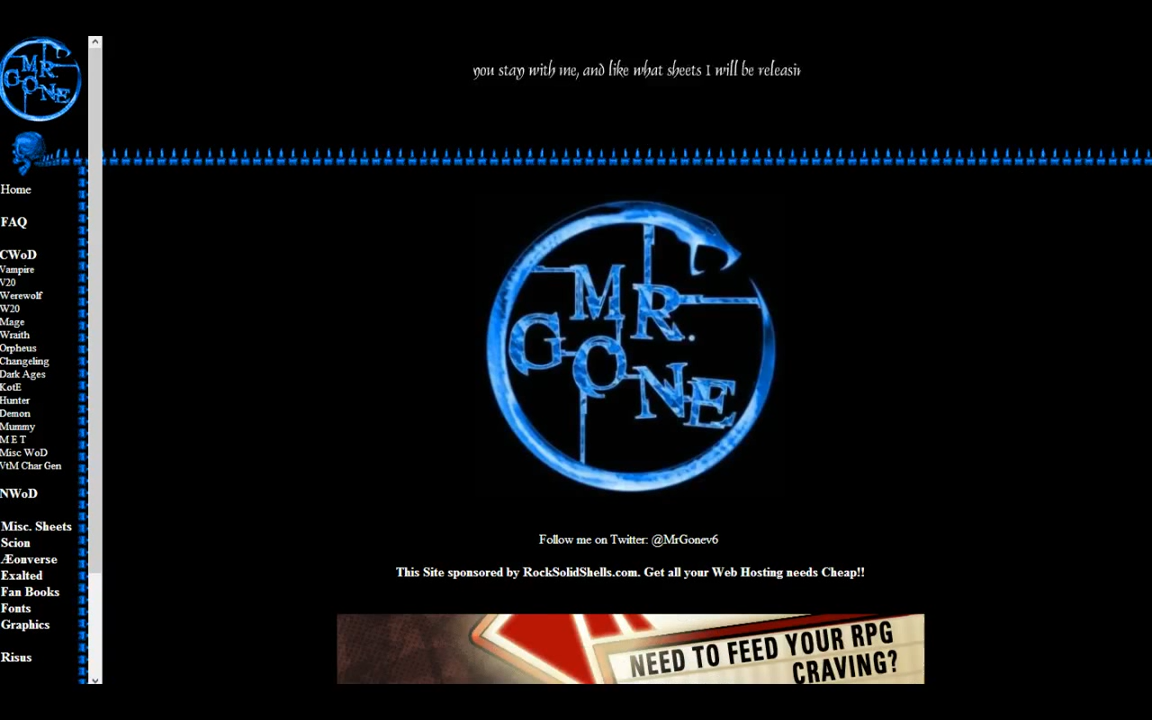 MR.
GONE
you stay with me, and like what sheets I will be releasin
Home
FAQ
CWoD
Vampire
V20
Werewolf
W20
Mage
Wraith
Orpheus
Changeling
Dark Ages
KotE
Hunter
Demon
Mummy
M E T
Misc WoD
VtM Char Gen
NWoD
Misc. Sheets
Scion
Æonverse
Exalted
Fan Books
Fonts
Graphics
Risus
MR.
GONE
Follow me on Twitter: @MrGonev6
This Site sponsored by RockSolidShells.com. Get all your Web Hosting needs Cheap!!
NEED TO FEED YOUR RPG
CRAVING?